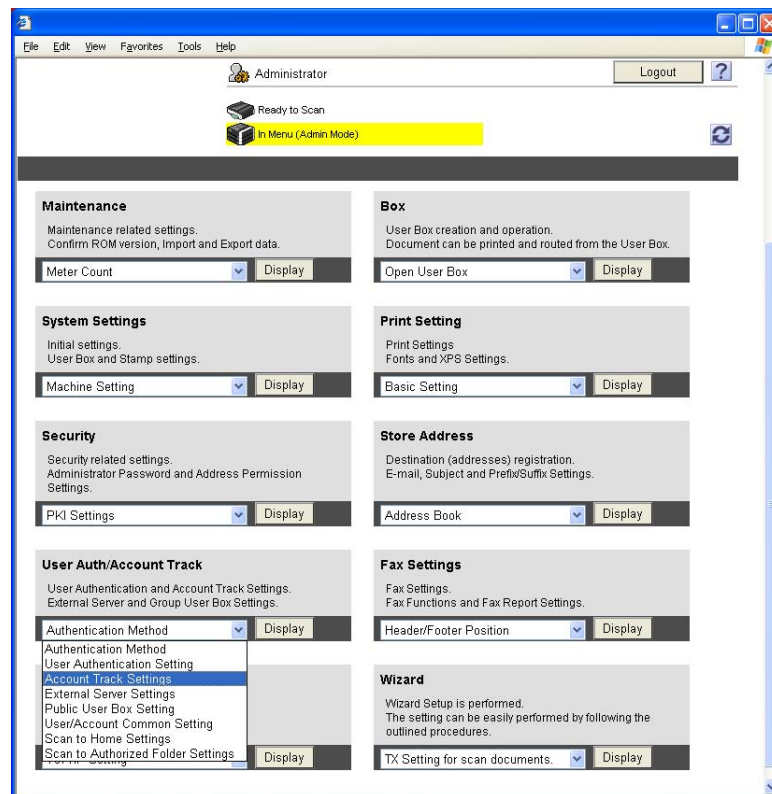 File Edit View Favorites Tools Help
Administrator
Logout
?
Ready to Scan
In Menu (Admin Mode)
Maintenance
Maintenance related settings.
Confirm ROM version, Import and Export data.
Meter Count
Display
Box
User Box creation and operation.
Document can be printed and routed from the User Box.
Open User Box
Display
System Settings
Initial settings.
User Box and Stamp settings.
Machine Setting
Display
Print Setting
Print Settings
Fonts and XPS Settings.
Basic Setting
Display
Security
Security related settings.
Administrator Password and Address Permission
Settings.
PKI Settings
Display
Store Address
Destination (addresses) registration.
E-mail, Subject and Prefix/Suffix Settings.
Address Book
Display
User Auth/Account Track
User Authentication and Account Track Settings.
External Server and Group User Box Settings.
Authentication Method
Display
Authentication Method
User Authentication Setting
Account Track Settings
External Server Settings
Public User Box Setting
User/Account Common Setting
Scan to Home Settings
Scan to Authorized Folder Settings
Display
Fax Settings
Fax Settings.
Fax Functions and Fax Report Settings.
Header/Footer Position
Display
Wizard
Wizard Setup is performed.
The setting can be easily performed by following the
outlined procedures.
TX Setting for scan documents.
Display